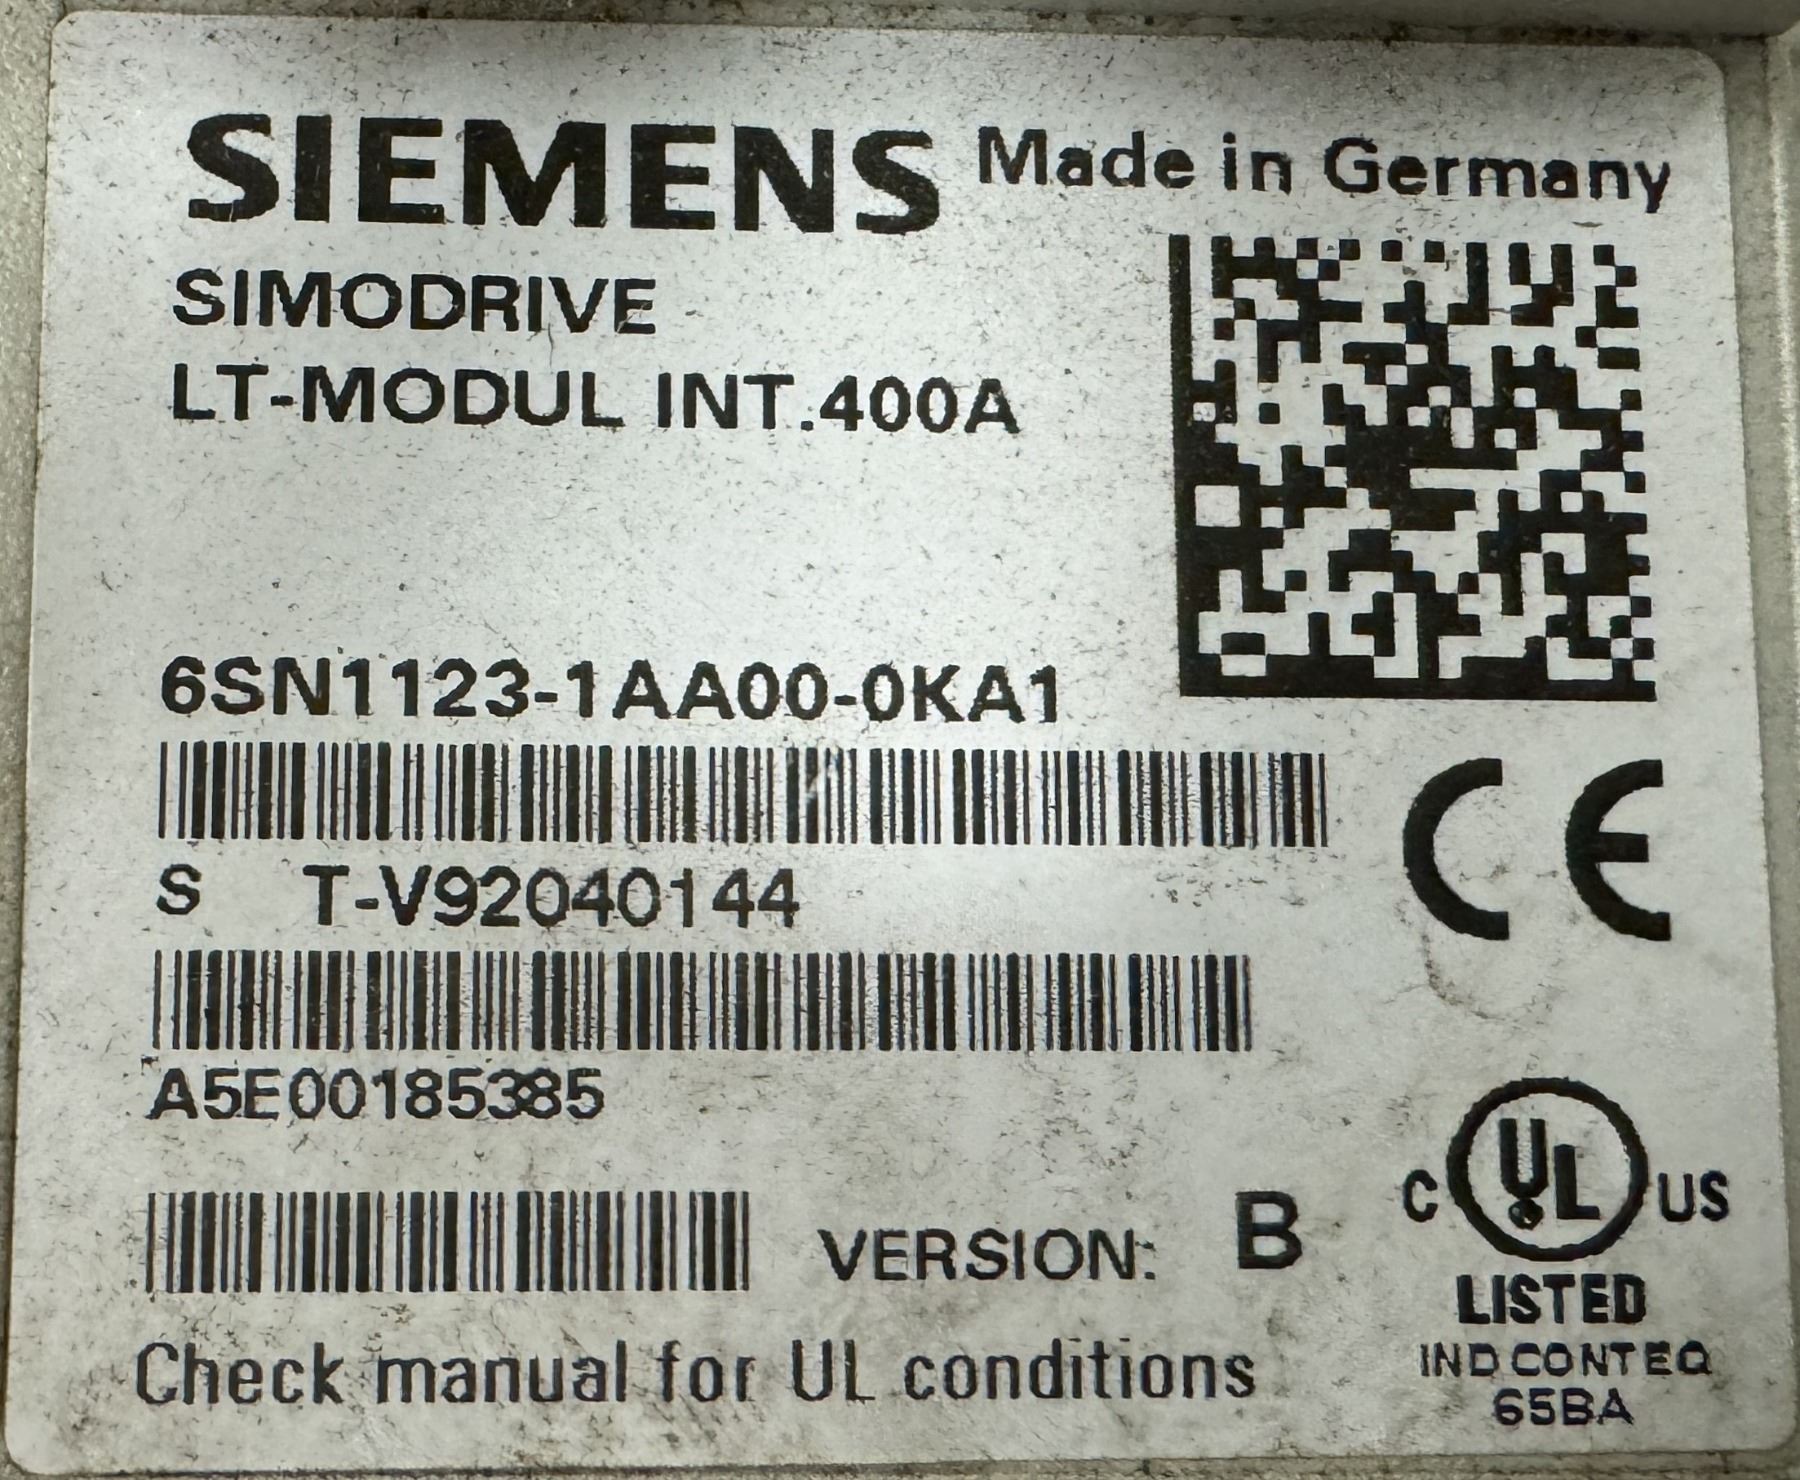 SIEMENS Made in Germany
SIMODRIVE
LT-MODUL INT.400A
6SN1123-1AA00-0KA1
S T-V92040144
A5E00185385
VERSION: B
C UL US
LISTED
IND CONT EQ
65BA
Check manual for UL conditions
CE